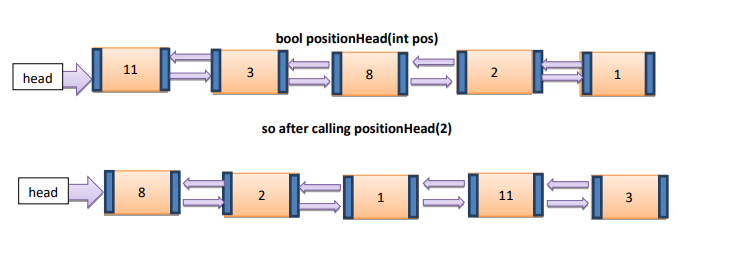 bool positionHead(int pos)
head 11 3 8 2 1
so after calling positionHead(2)
head 8 2 1 11 3